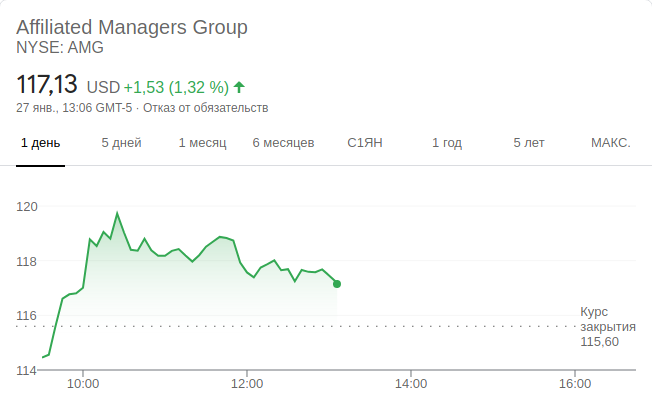 Affiliated Managers Group
NYSE: AMG
117,13 USD +1,53 (1,32 %)
27 янв., 13:06 GMT-5 · Отказ от обязательств
1 день 5 дней 1 месяц 6 месяцев С1ЯН 1 год 5 лет МАКС.
120
118
116
Курс
закрытия
115,60
114
10:00 12:00 14:00 16:00